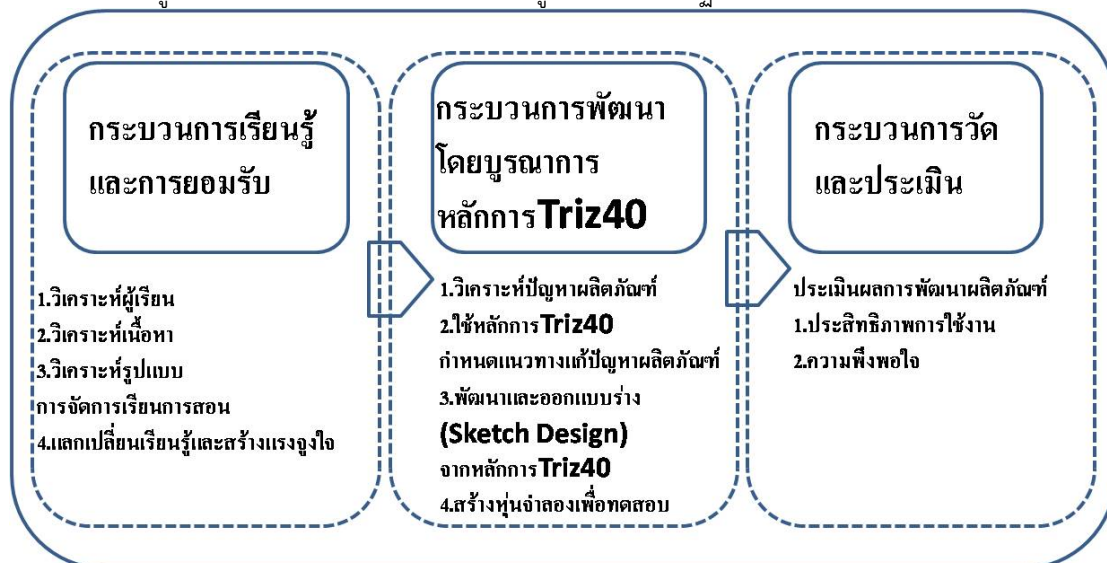 กระบวนการเรียนรู้
และการยอมรับ
1.วิเคราะห์ผู้เรียน
2.วิเคราะห์เนื้อหา
3.วิเคราะห์รูปแบบ
การจัดการเรียนการสอน
4.แลกเปลี่ยนเรียนรู้และสร้างแรงจูงใจ
กระบวนการพัฒนา
โดยบูรณาการ
หลักการTriz40
1.วิเคราะห์ปัญหาผลิตภัณฑ์
2.ใช้หลักการTriz40
กำหนดแนวทางแก้ปัญหาผลิตภัณฑ์
3.พัฒนาและออกแบบร่าง
(Sketch Design)
จากหลักการTriz40
4.สร้างหุ่นจำลองเพื่อทดสอบ
กระบวนการวัด
และประเมิน
ประเมินผลการพัฒนาผลิตภัณฑ์
1.ประสิทธิภาพการใช้งาน
2.ความพึงพอใจ